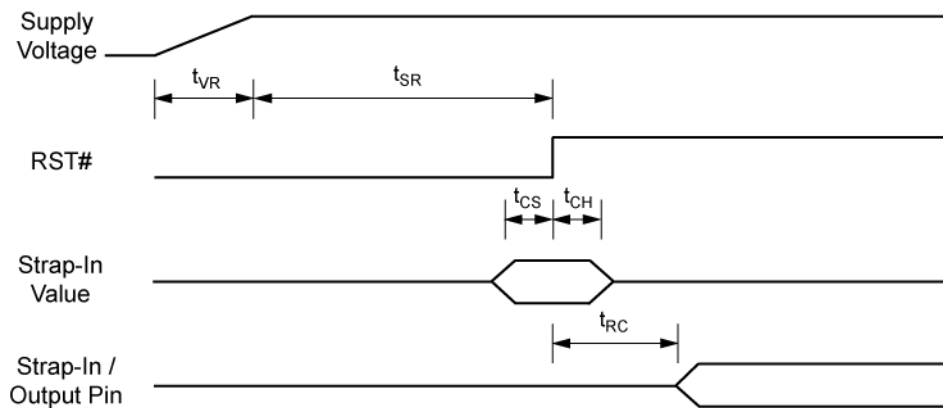 Supply
Voltage
tVR
tSR
RST#
tCS
tCH
Strap-In
Value
tRC
Strap-In /
Output Pin